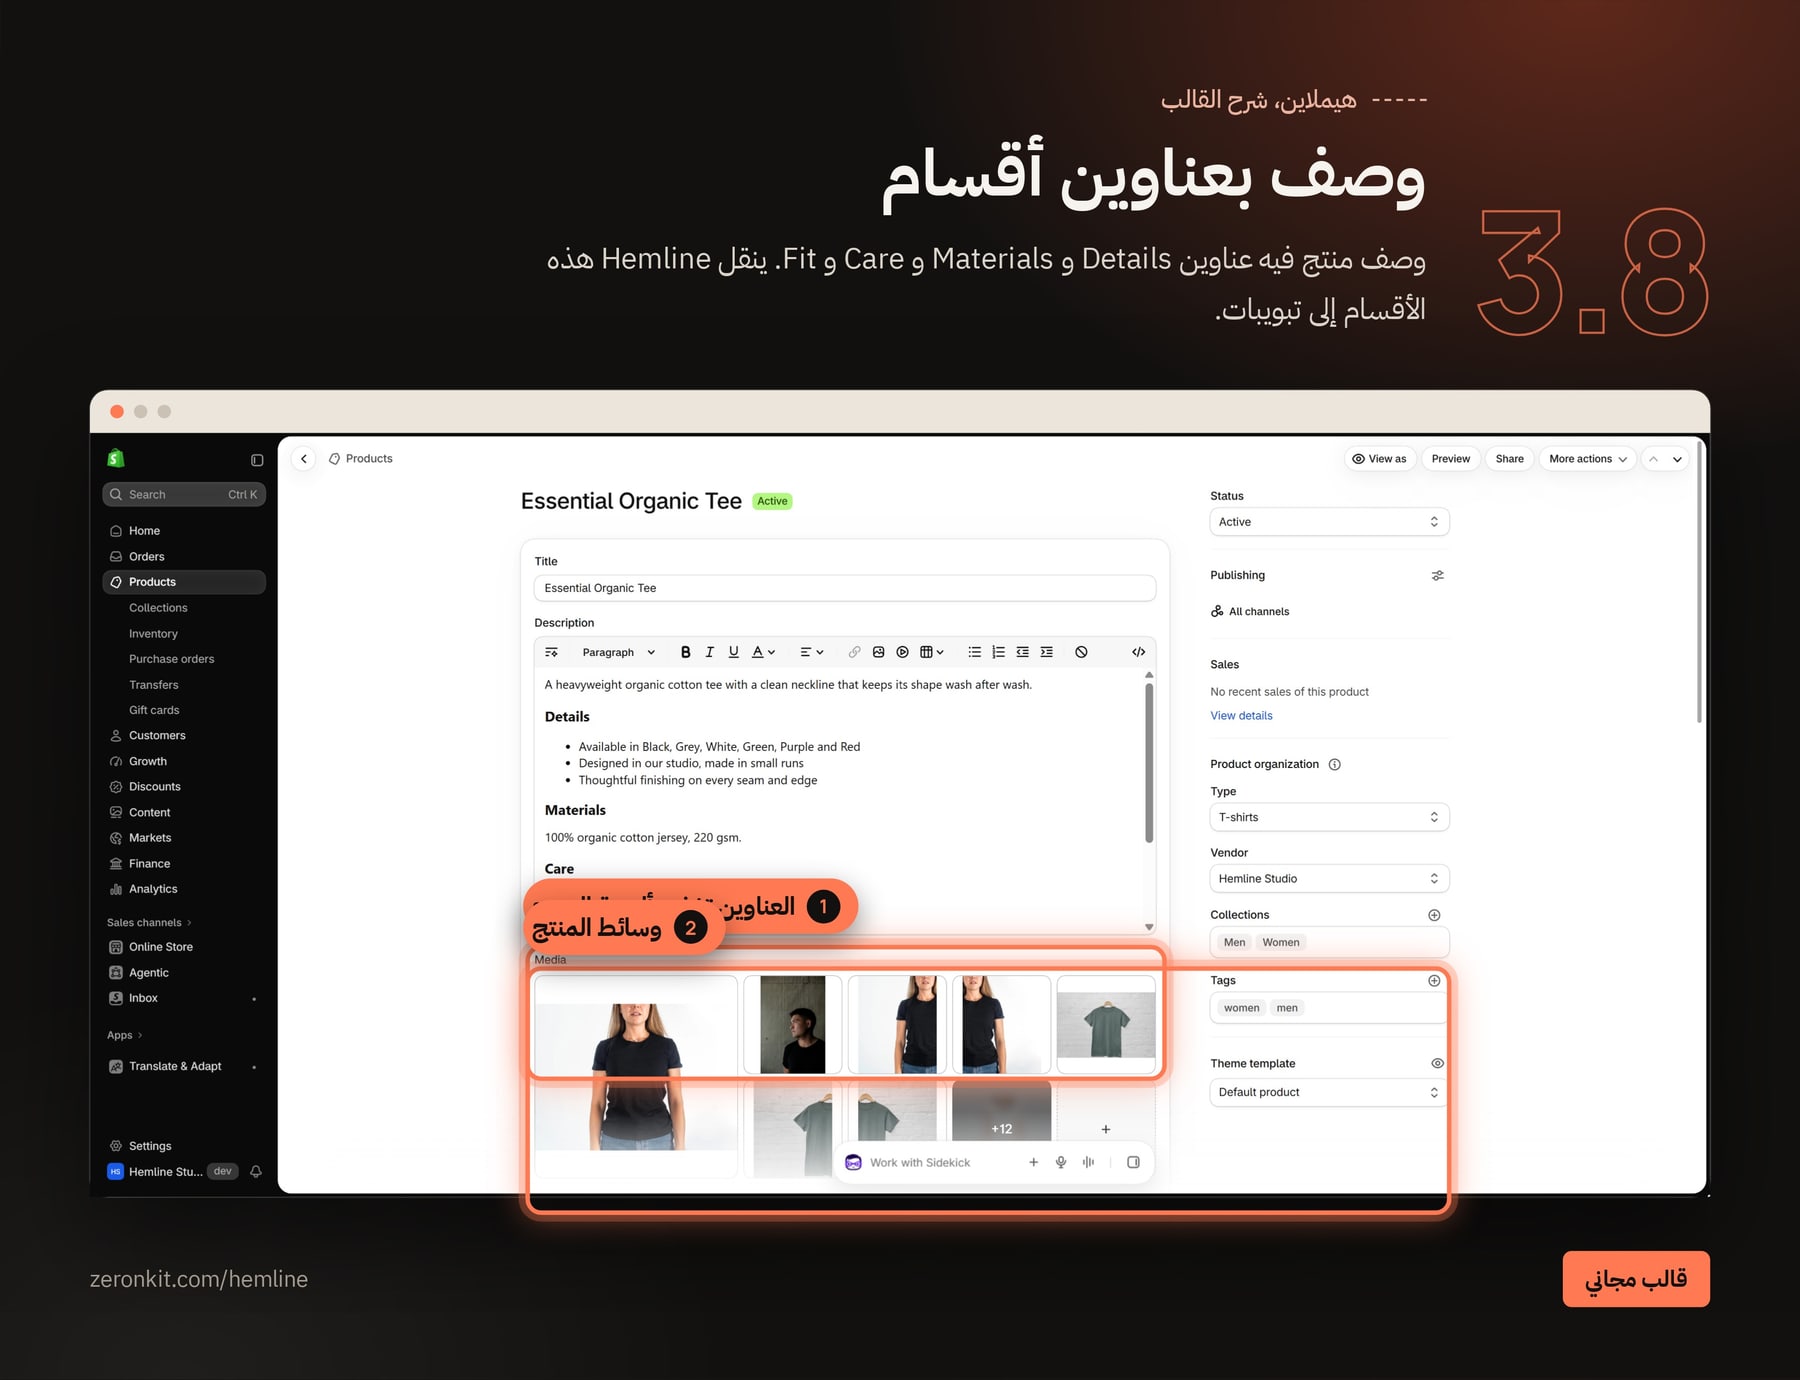 هيملاين، شرح القالب
وصف بعناوين أقسام
3.8
وصف منتج فيه عناوين Details و Materials و Care و Fit. ينقل Hemline هذه
الأقسام إلى تبويبات.
Search Ctrl K
Home
Orders
Products
Collections
Inventory
Purchase orders
Transfers
Gift cards
Customers
Growth
Discounts
Content
Markets
Finance
Analytics
Sales channels
Online Store
Agentic
Inbox
Apps
Translate & Adapt
Settings
HS Hemline Stu... dev
Products
View as
Preview
Share
More actions
Essential Organic Tee Active
Title
Essential Organic Tee
Description
Paragraph
A heavyweight organic cotton tee with a clean neckline that keeps its shape wash after wash.
Details
Available in Black, Grey, White, Green, Purple and Red
Designed in our studio, made in small runs
Thoughtful finishing on every seam and edge
Materials
100% organic cotton jersey, 220 gsm.
Care
1 العناوين
2 وسائط المنتج
Media
+12
Work with Sidekick
Status
Active
Publishing
All channels
Sales
No recent sales of this product
View details
Product organization
Type
T-shirts
Vendor
Hemline Studio
Collections
Men Women
Tags
women men
Theme template
Default product
zeronkit.com/hemline
قالب مجاني